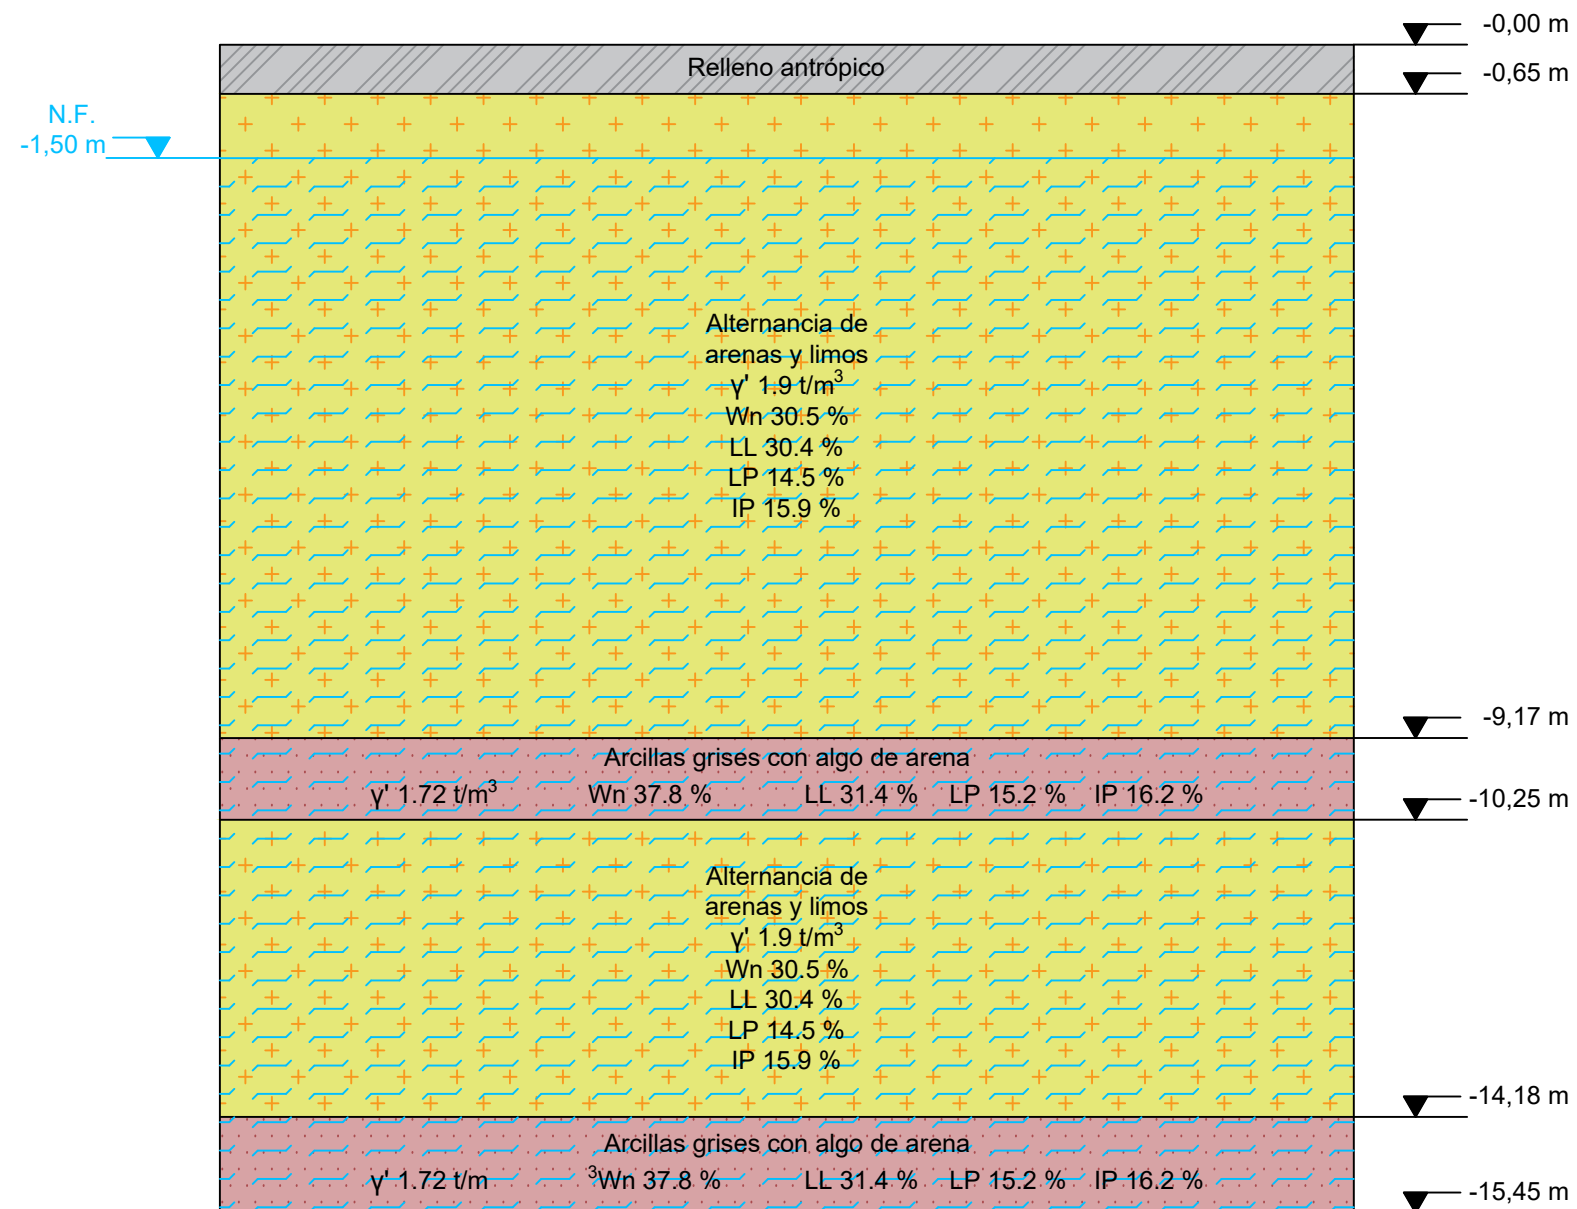 -0,00 m
Relleno antrópico
-0,65 m
N.F.
-1,50 m
Alternancia de
arenas y limos
γ' 1.9 t/m³
Wn 30.5 %
LL 30.4 %
LP 14.5 %
IP 15.9 %
-9,17 m
Arcillas grises con algo de arena
γ' 1.72 t/m³ Wn 37.8 % LL 31.4 % LP 15.2 % IP 16.2 %
-10,25 m
Alternancia de
arenas y limos
γ' 1.9 t/m³
Wn 30.5 %
LL 30.4 %
LP 14.5 %
IP 15.9 %
-14,18 m
Arcillas grises con algo de arena
γ' 1.72 t/m ³Wn 37.8 % LL 31.4 % LP 15.2 % IP 16.2 %
-15,45 m